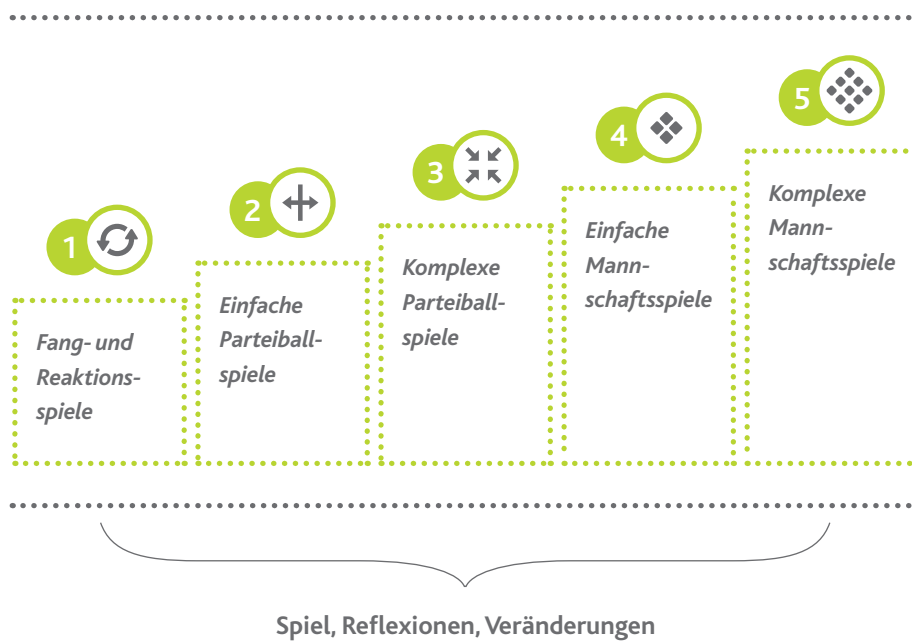 1
Fang- und
Reaktions-
spiele
2
Einfache
Parteiball-
spiele
3
Komplexe
Parteiball-
spiele
4
Einfache
Mann-
schaftsspiele
5
Komplexe
Mann-
schaftsspiele
Spiel, Reflexionen, Veränderungen